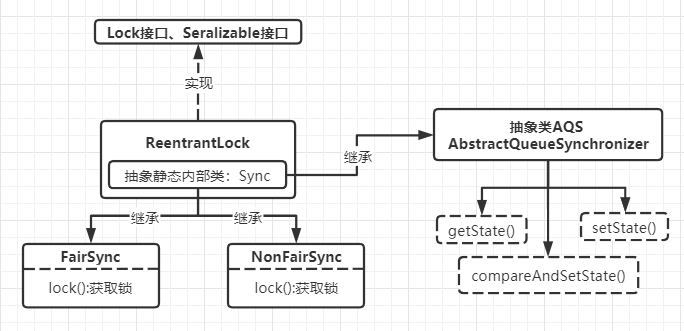 Lock接口、Seralizable接口
实现
ReentrantLock
抽象静态内部类：Sync
继承
抽象类AQS
AbstractQueueSynchronizer
继承
继承
getState()
setState()
compareAndSetState()
FairSync
lock():获取锁
NonFairSync
lock():获取锁